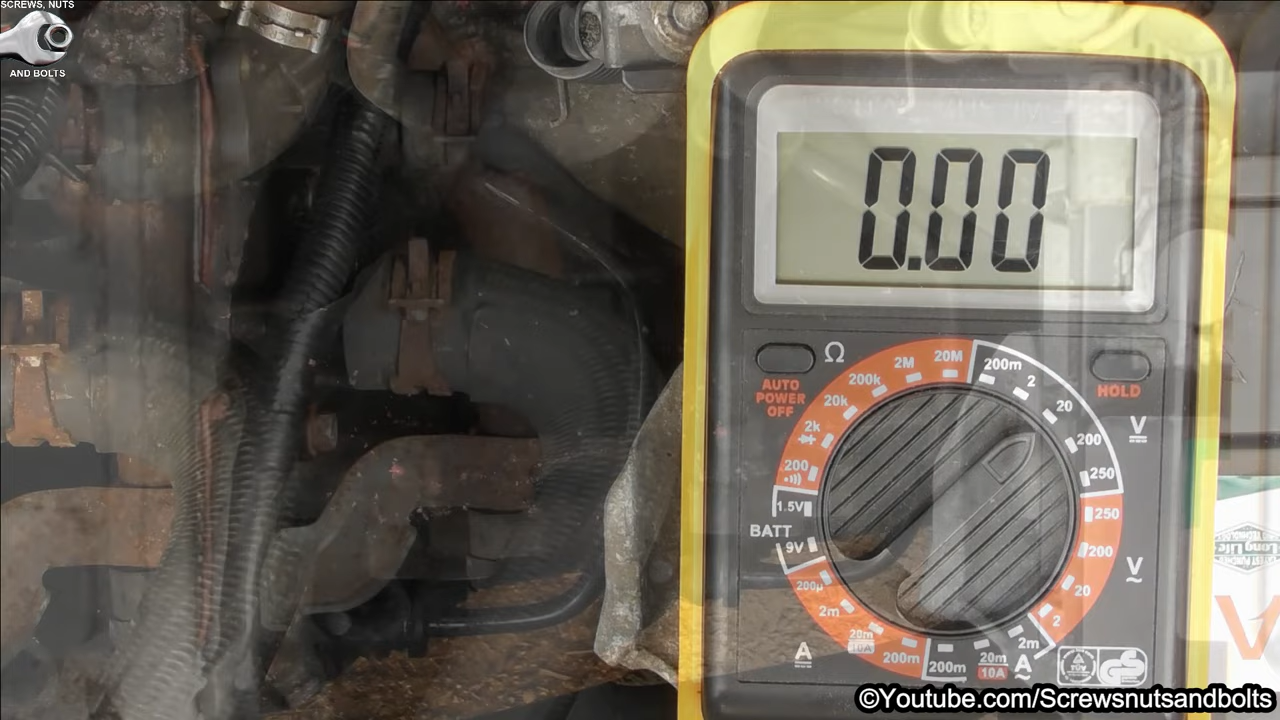 SCREWS, NUTS
AND BOLTS
0.00
Ω
AUTO
POWER
OFF
HOLD
200m
2
20
200
250
V
250
200
20
2
V
2m
20m
10A
200m
A
200m
20m
10A
2m
200µ
A
9V
BATT
1.5V
200
2k
20k
200k
2M
20M
Long Life
V
©Youtube.com/Screwsnutsandbolts